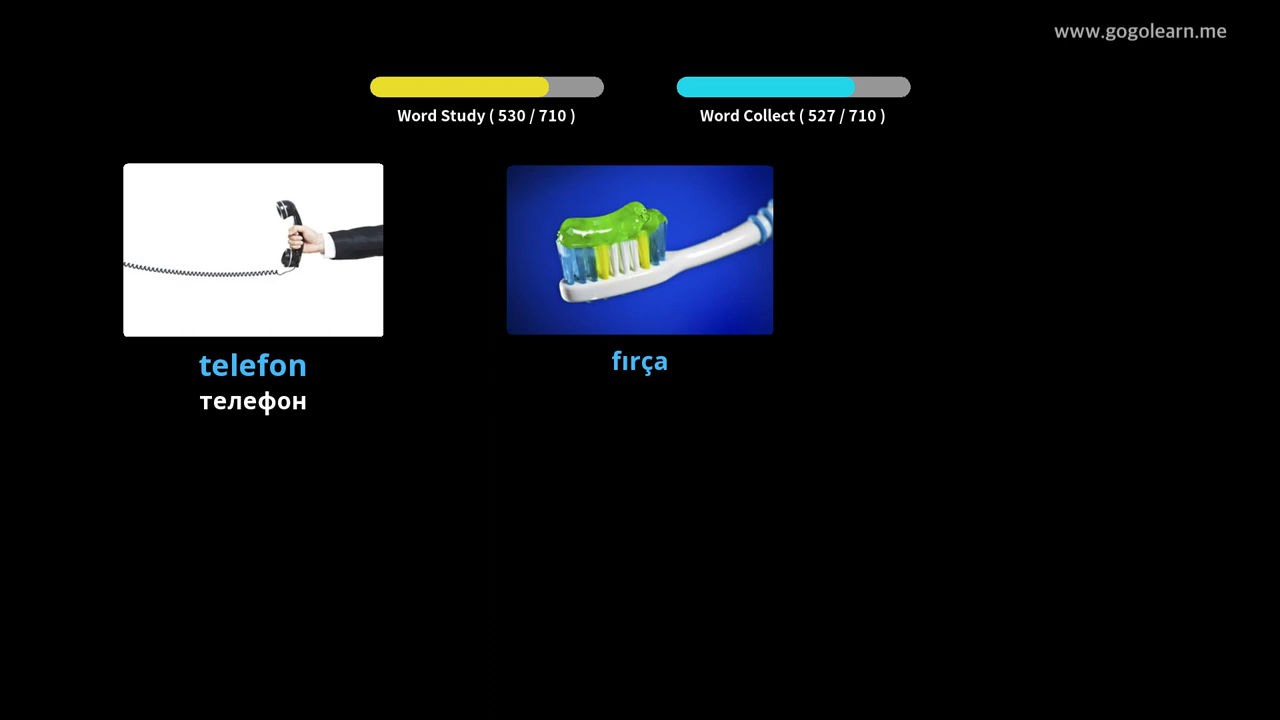 www.gogolearn.me
Word Study ( 530 / 710 )
Word Collect ( 527 / 710 )
telefon
телефон
fırça